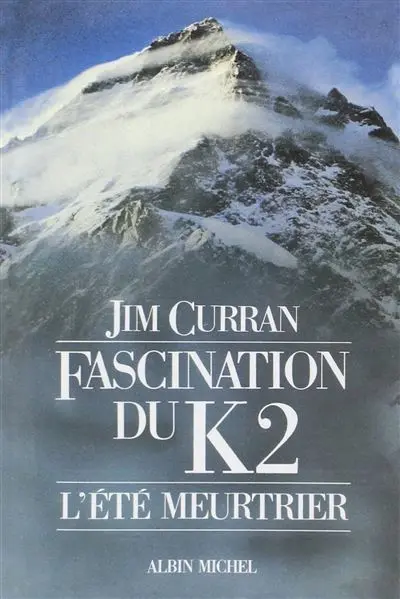 JIM CURRAN
FASCINATION
DU K2
L'ÉTÉ MEURTRIER
ALBIN MICHEL